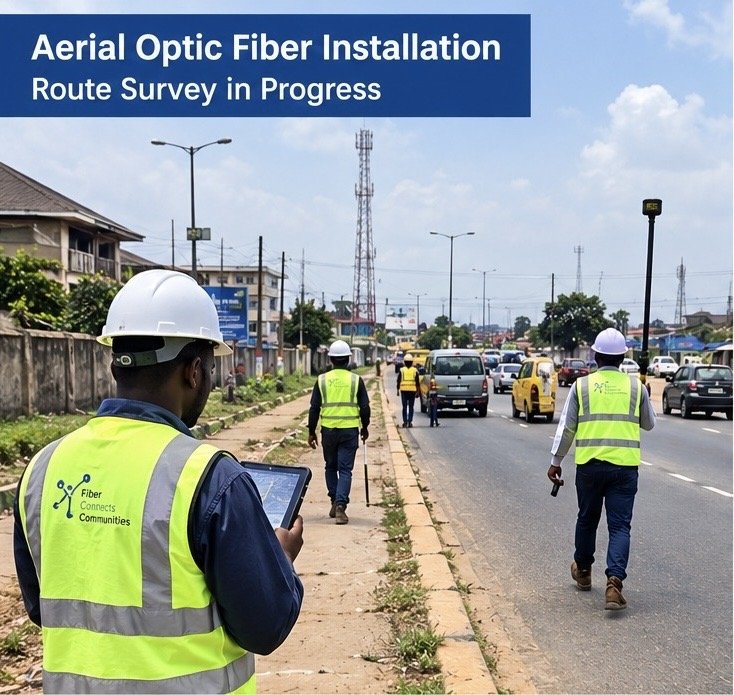 Aerial Optic Fiber Installation
Route Survey in Progress
Fiber
Connects
Communities